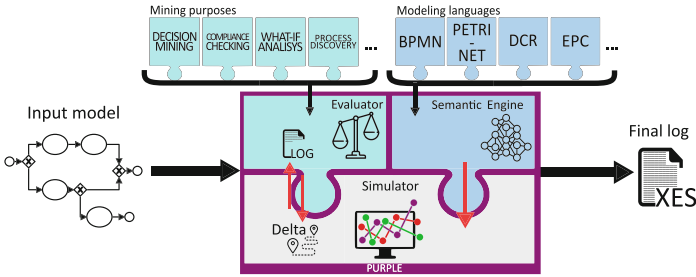 Mining purposes
Modeling languages
DECISION
MINING
COMPLIANCE
CHECKING
WHAT-IF
ANALISYS
PROCESS
DISCOVERY
...
BPMN
PETRI
-
NET
DCR
EPC
...
Input model
Evaluator
LOG
Semantic Engine
Final log
XES
Simulator
Delta
PURPLE